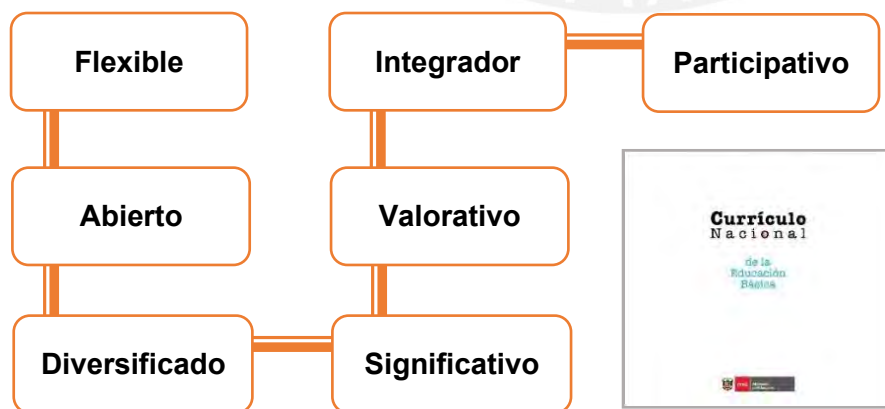 Flexible
Integrador
Participativo
Abierto
Valorativo
Diversificado
Significativo
Currículo
Nacional
de la
Educación
Básica